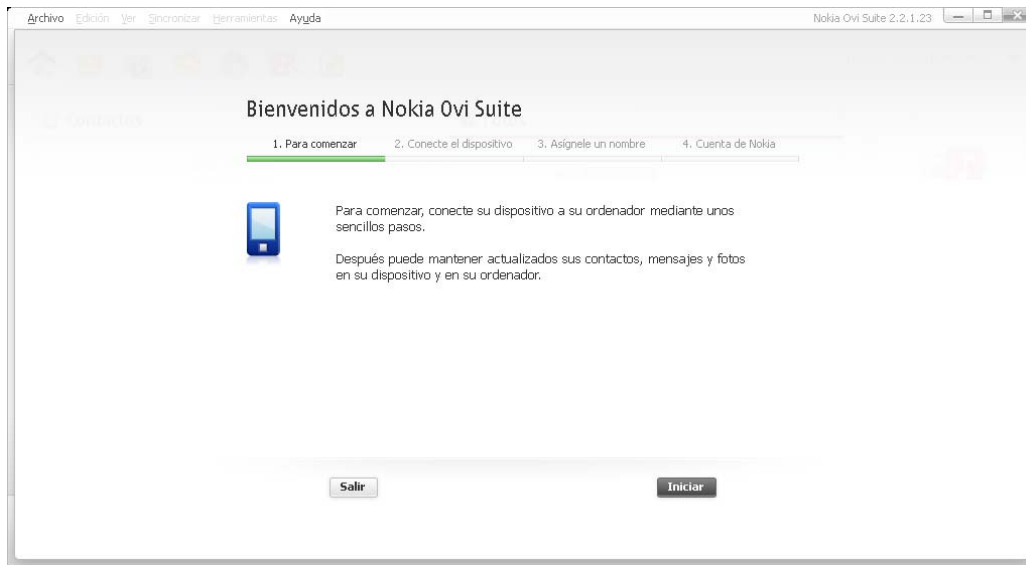 Archivo Edición Ver Sincronizar Herramientas Ayuda
Nokia Ovi Suite 2.2.1.23
Contactos
Bienvenidos a Nokia Ovi Suite
1. Para comenzar
2. Conecte el dispositivo
3. Asígnele un nombre
4. Cuenta de Nokia
Para comenzar, conecte su dispositivo a su ordenador mediante unos
sencillos pasos.
Después puede mantener actualizados sus contactos, mensajes y fotos
en su dispositivo y en su ordenador.
Salir
Iniciar